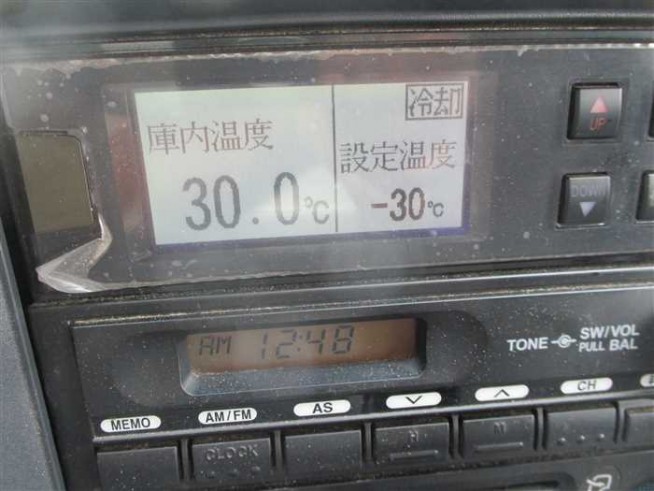 冷却
庫内温度
設定温度
30.0℃
-30℃
UP
DOWN
AM 12:48
TONE
SW/VOL
PULL BAL
MEMO
AM/FM
AS
CH
CLOCK
H
M